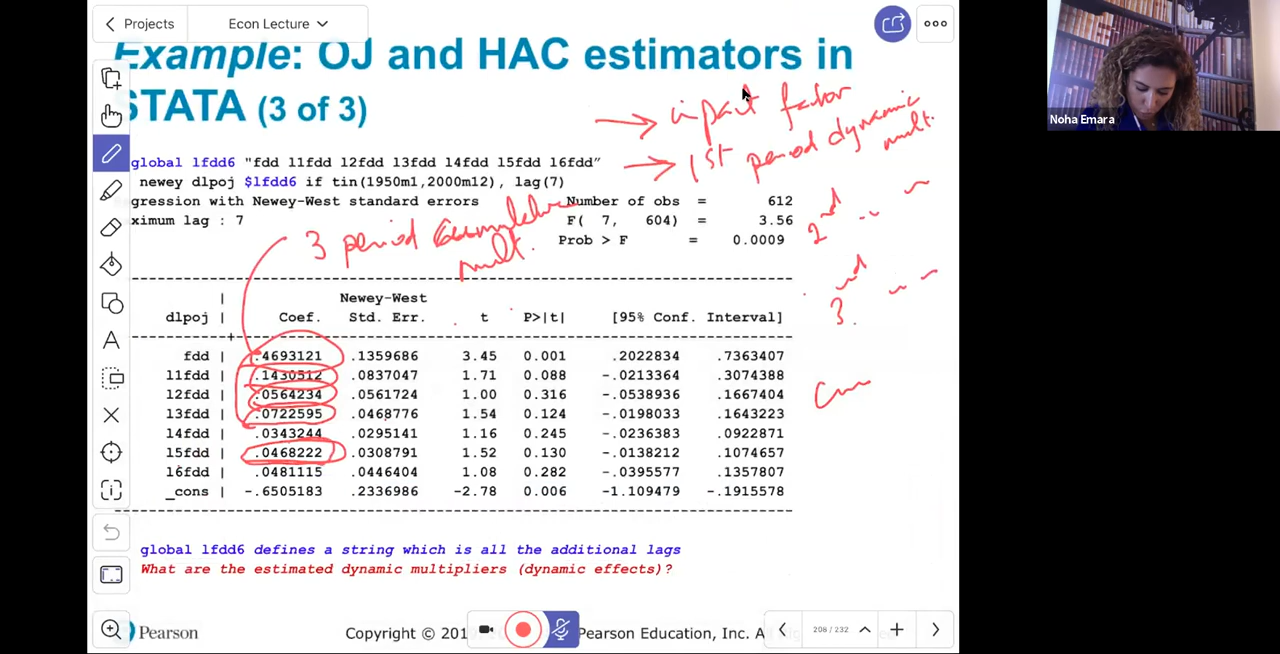 Projects
Econ Lecture
Example: OJ and HAC estimators in
STATA (3 of 3)
→ impact factor
→ 1st period dynamic mult.
2nd
3.nd
global lfdd6 "fdd l1fdd l2fdd l3fdd l4fdd l5fdd l6fdd"
newey dlpoj $lfdd6 if tin(1950m1,2000m12), lag(7)
egression with Newey-West standard errors Number of obs = 612
ximum lag : 7 F( 7, 604) = 3.56
Prob > F = 0.0009
3 period cumulative
mult.
| Newey-West
dlpoj | Coef. Std. Err. t P>|t| [95% Conf. Interval]
fdd | .4693121 .1359686 3.45 0.001 .2022834 .7363407
l1fdd | .1430512 .0837047 1.71 0.088 -.0213364 .3074388
l2fdd | .0564234 .0561724 1.00 0.316 -.0538936 .1667404
l3fdd | .0722595 .0468776 1.54 0.124 -.0198033 .1643223
l4fdd | .0343244 .0295141 1.16 0.245 -.0236383 .0922871
l5fdd | .0468222 .0308791 1.52 0.130 -.0138212 .1074657
l6fdd | .0481115 .0446404 1.08 0.282 -.0395577 .1357807
_cons | -.6505183 .2336986 -2.78 0.006 -1.109479 -.1915578
global lfdd6 defines a string which is all the additional lags
What are the estimated dynamic multipliers (dynamic effects)?
Pearson
Copyright © 201
Pearson Education, Inc. A
208 / 232
Noha Emara